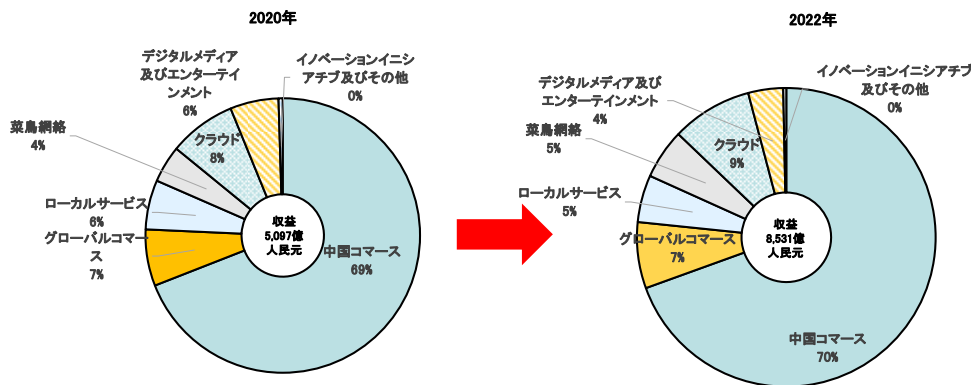 2020年
デジタルメディア
及びエンターテイ
ンメント
6%
イノベーションイニシ
アチブ及びその他
0%
菜鳥網絡
4%
クラウド
8%
ローカルサービス
6%
グローバルコマー
ス
7%
収益
5,097億
人民元
中国コマース
69%
2022年
デジタルメディア及び
エンターテインメント
4%
イノベーションイニシアチブ
及びその他
0%
菜鳥網絡
5%
クラウド
9%
ローカルサービス
5%
グローバルコマース
7%
収益
8,531億
人民元
中国コマース
70%